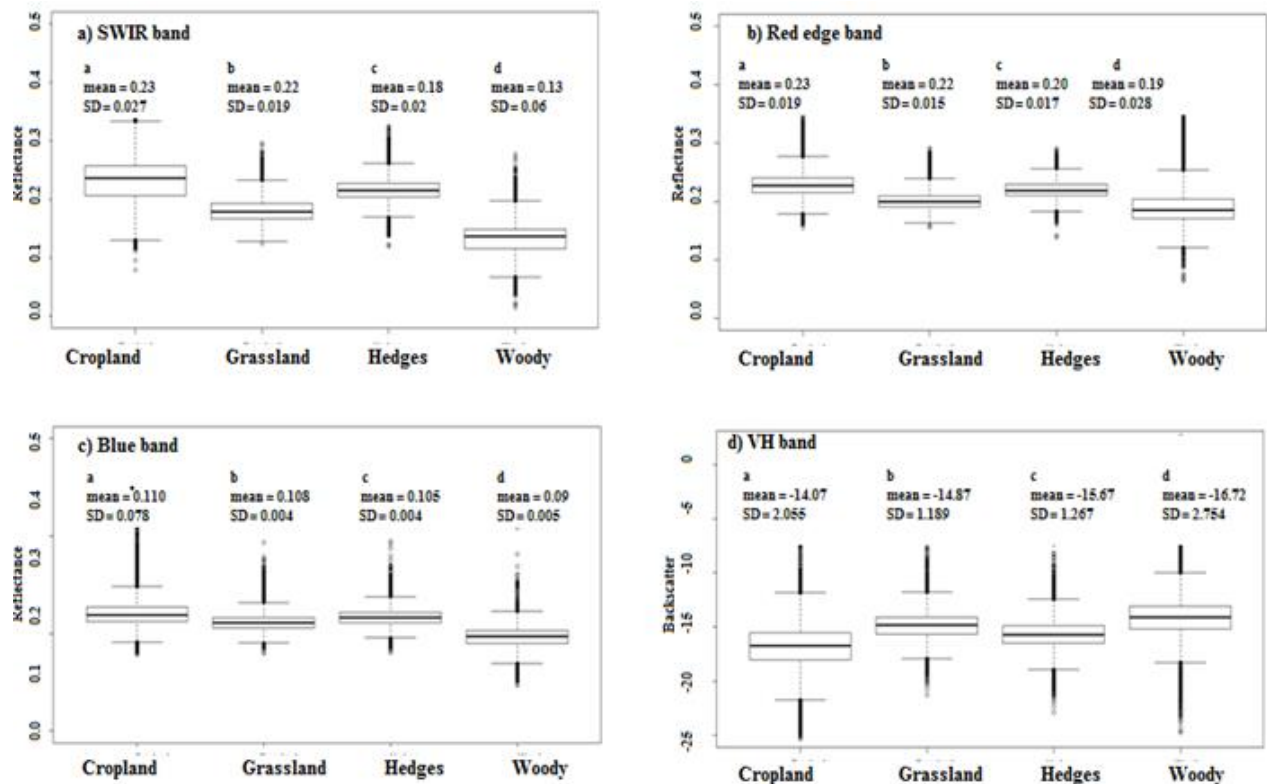 a) SWIR band
a b c d
mean = 0.23 mean = 0.22 mean = 0.18 mean = 0.13
SD = 0.027 SD = 0.019 SD = 0.02 SD = 0.06
Reflectance
0.5
0.4
0.3
0.2
0.1
0.0
Cropland Grassland Hedges Woody
b) Red edge band
a b c d
mean = 0.23 mean = 0.22 mean = 0.20 mean = 0.19
SD = 0.019 SD = 0.015 SD = 0.017 SD = 0.028
Reflectance
0.5
0.4
0.3
0.2
0.1
0.0
Cropland Grassland Hedges Woody
c) Blue band
a b c d
mean = 0.110 mean = 0.108 mean = 0.105 mean = 0.09
SD = 0.078 SD = 0.004 SD = 0.004 SD = 0.005
Reflectance
0.5
0.4
0.3
0.2
0.1
0.0
Cropland Grassland Hedges Woody
d) VH band
a b c d
mean = -14.07 mean = -14.87 mean = -15.67 mean = -16.72
SD = 2.055 SD = 1.189 SD = 1.267 SD = 2.754
Backscatter
0
-5
-10
-15
-20
-25
Cropland Grassland Hedges Woody